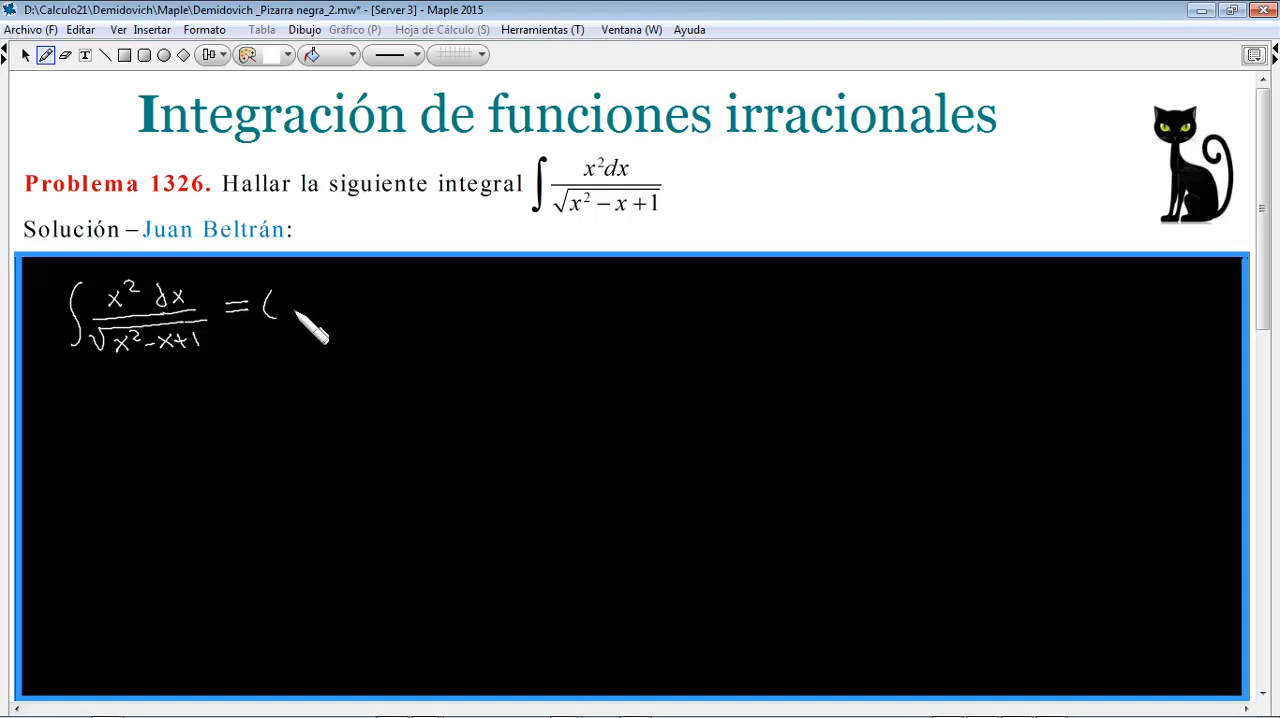 D:\Calculo21\Demidovich\Maple\Demidovich _Pizarra negra_2.mw* - [Server 3] - Maple 2015
Archivo (F) Editar Ver Insertar Formato Tabla Dibujo Gráfico (P) Hoja de Cálculo (S) Herramientas (T) Ventana (W) Ayuda
T
Integración de funciones irracionales
Problema 1326. Hallar la siguiente integral ∫ x²dx / √(x² − x + 1)
Solución – Juan Beltrán:
∫ x² dx / √(x² − x + 1) = (